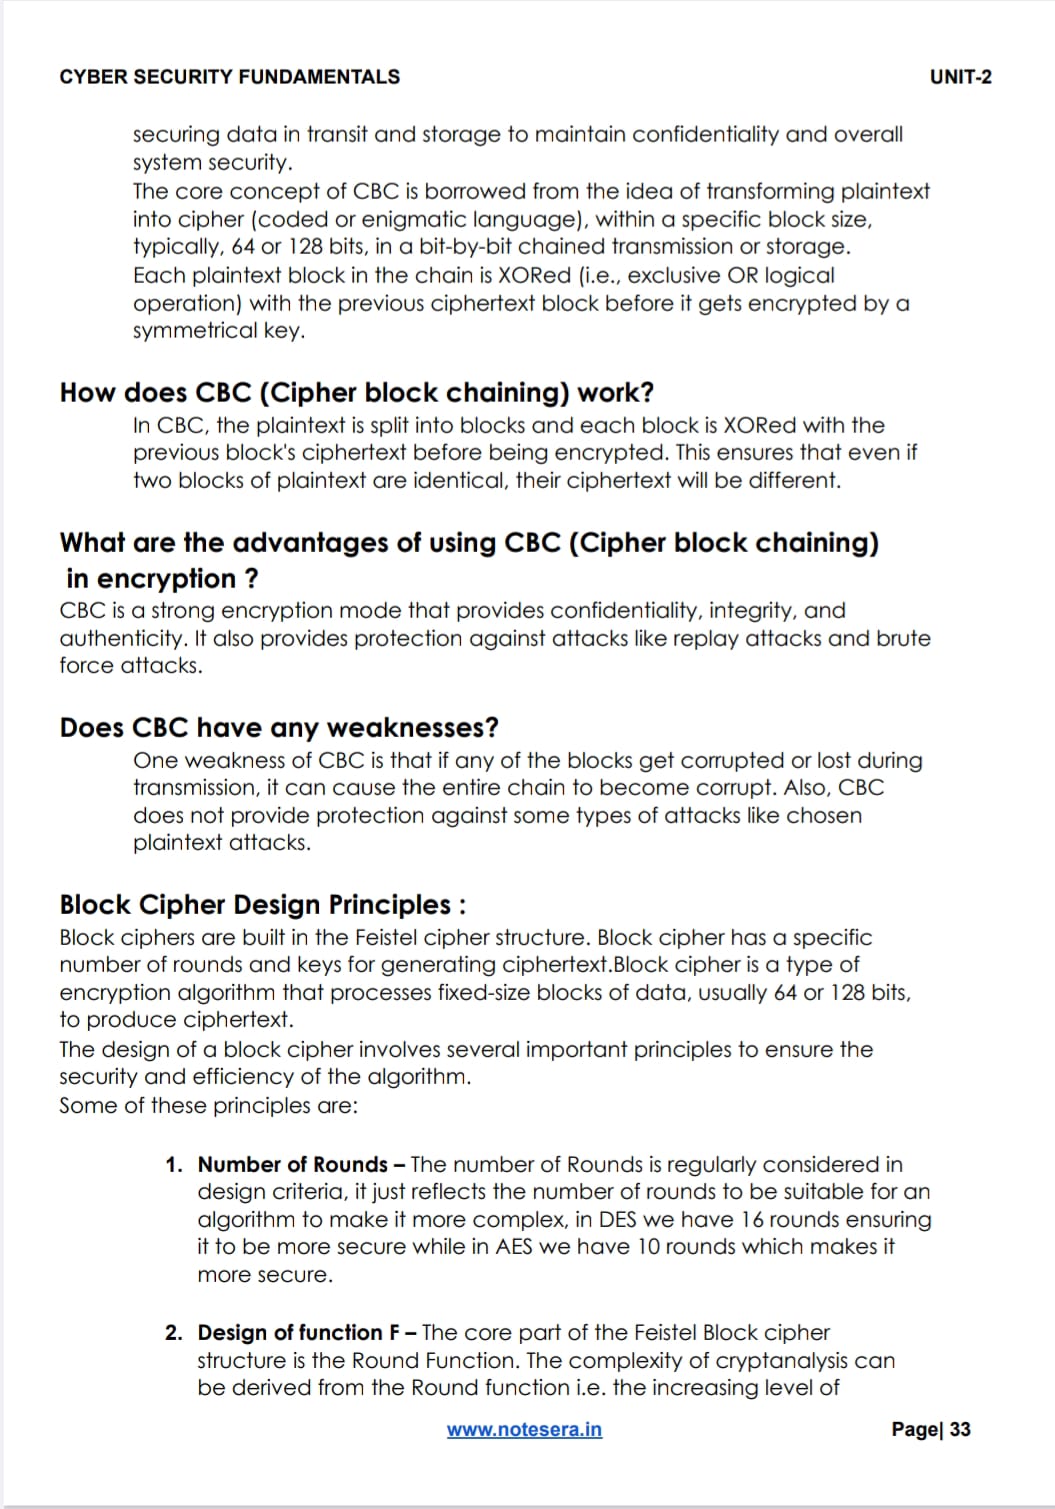 CYBER SECURITY FUNDAMENTALS UNIT-2
securing data in transit and storage to maintain confidentiality and overall
system security.
The core concept of CBC is borrowed from the idea of transforming plaintext
into cipher (coded or enigmatic language), within a specific block size,
typically, 64 or 128 bits, in a bit-by-bit chained transmission or storage.
Each plaintext block in the chain is XORed (i.e., exclusive OR logical
operation) with the previous ciphertext block before it gets encrypted by a
symmetrical key.
How does CBC (Cipher block chaining) work?
In CBC, the plaintext is split into blocks and each block is XORed with the
previous block's ciphertext before being encrypted. This ensures that even if
two blocks of plaintext are identical, their ciphertext will be different.
What are the advantages of using CBC (Cipher block chaining)
in encryption ?
CBC is a strong encryption mode that provides confidentiality, integrity, and
authenticity. It also provides protection against attacks like replay attacks and brute
force attacks.
Does CBC have any weaknesses?
One weakness of CBC is that if any of the blocks get corrupted or lost during
transmission, it can cause the entire chain to become corrupt. Also, CBC
does not provide protection against some types of attacks like chosen
plaintext attacks.
Block Cipher Design Principles :
Block ciphers are built in the Feistel cipher structure. Block cipher has a specific
number of rounds and keys for generating ciphertext.Block cipher is a type of
encryption algorithm that processes fixed-size blocks of data, usually 64 or 128 bits,
to produce ciphertext.
The design of a block cipher involves several important principles to ensure the
security and efficiency of the algorithm.
Some of these principles are:
1. Number of Rounds – The number of Rounds is regularly considered in
design criteria, it just reflects the number of rounds to be suitable for an
algorithm to make it more complex, in DES we have 16 rounds ensuring
it to be more secure while in AES we have 10 rounds which makes it
more secure.
2. Design of function F – The core part of the Feistel Block cipher
structure is the Round Function. The complexity of cryptanalysis can
be derived from the Round function i.e. the increasing level of
www.notesera.in Page| 33